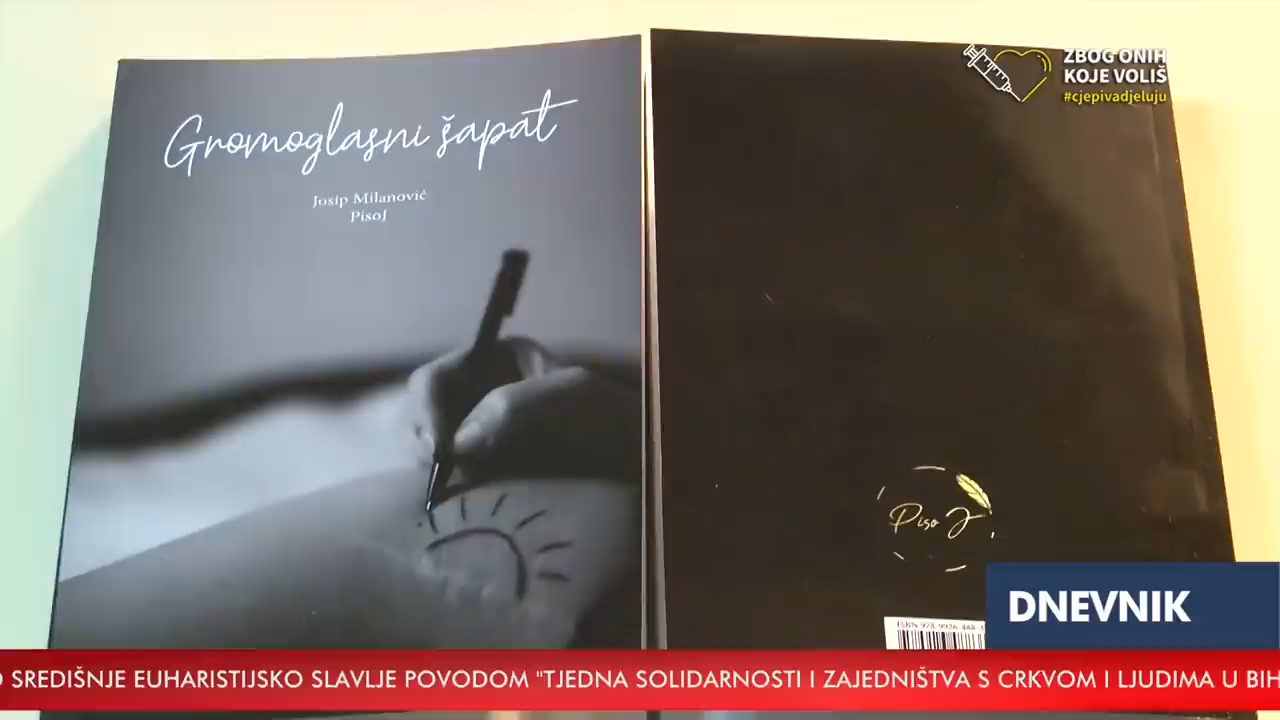 Gromoglasni šapat
Josip Milanović
PisoJ
ZBOG ONIH
KOJE VOLIŠ
#cjepivadjeluju
Piso J
DNEVNIK
SREDIŠNJE EUHARISTIJSKO SLAVLJE POVODOM "TJEDNA SOLIDARNOSTI I ZAJEDNIŠTVA S CRKVOM I LJUDIMA U BIH